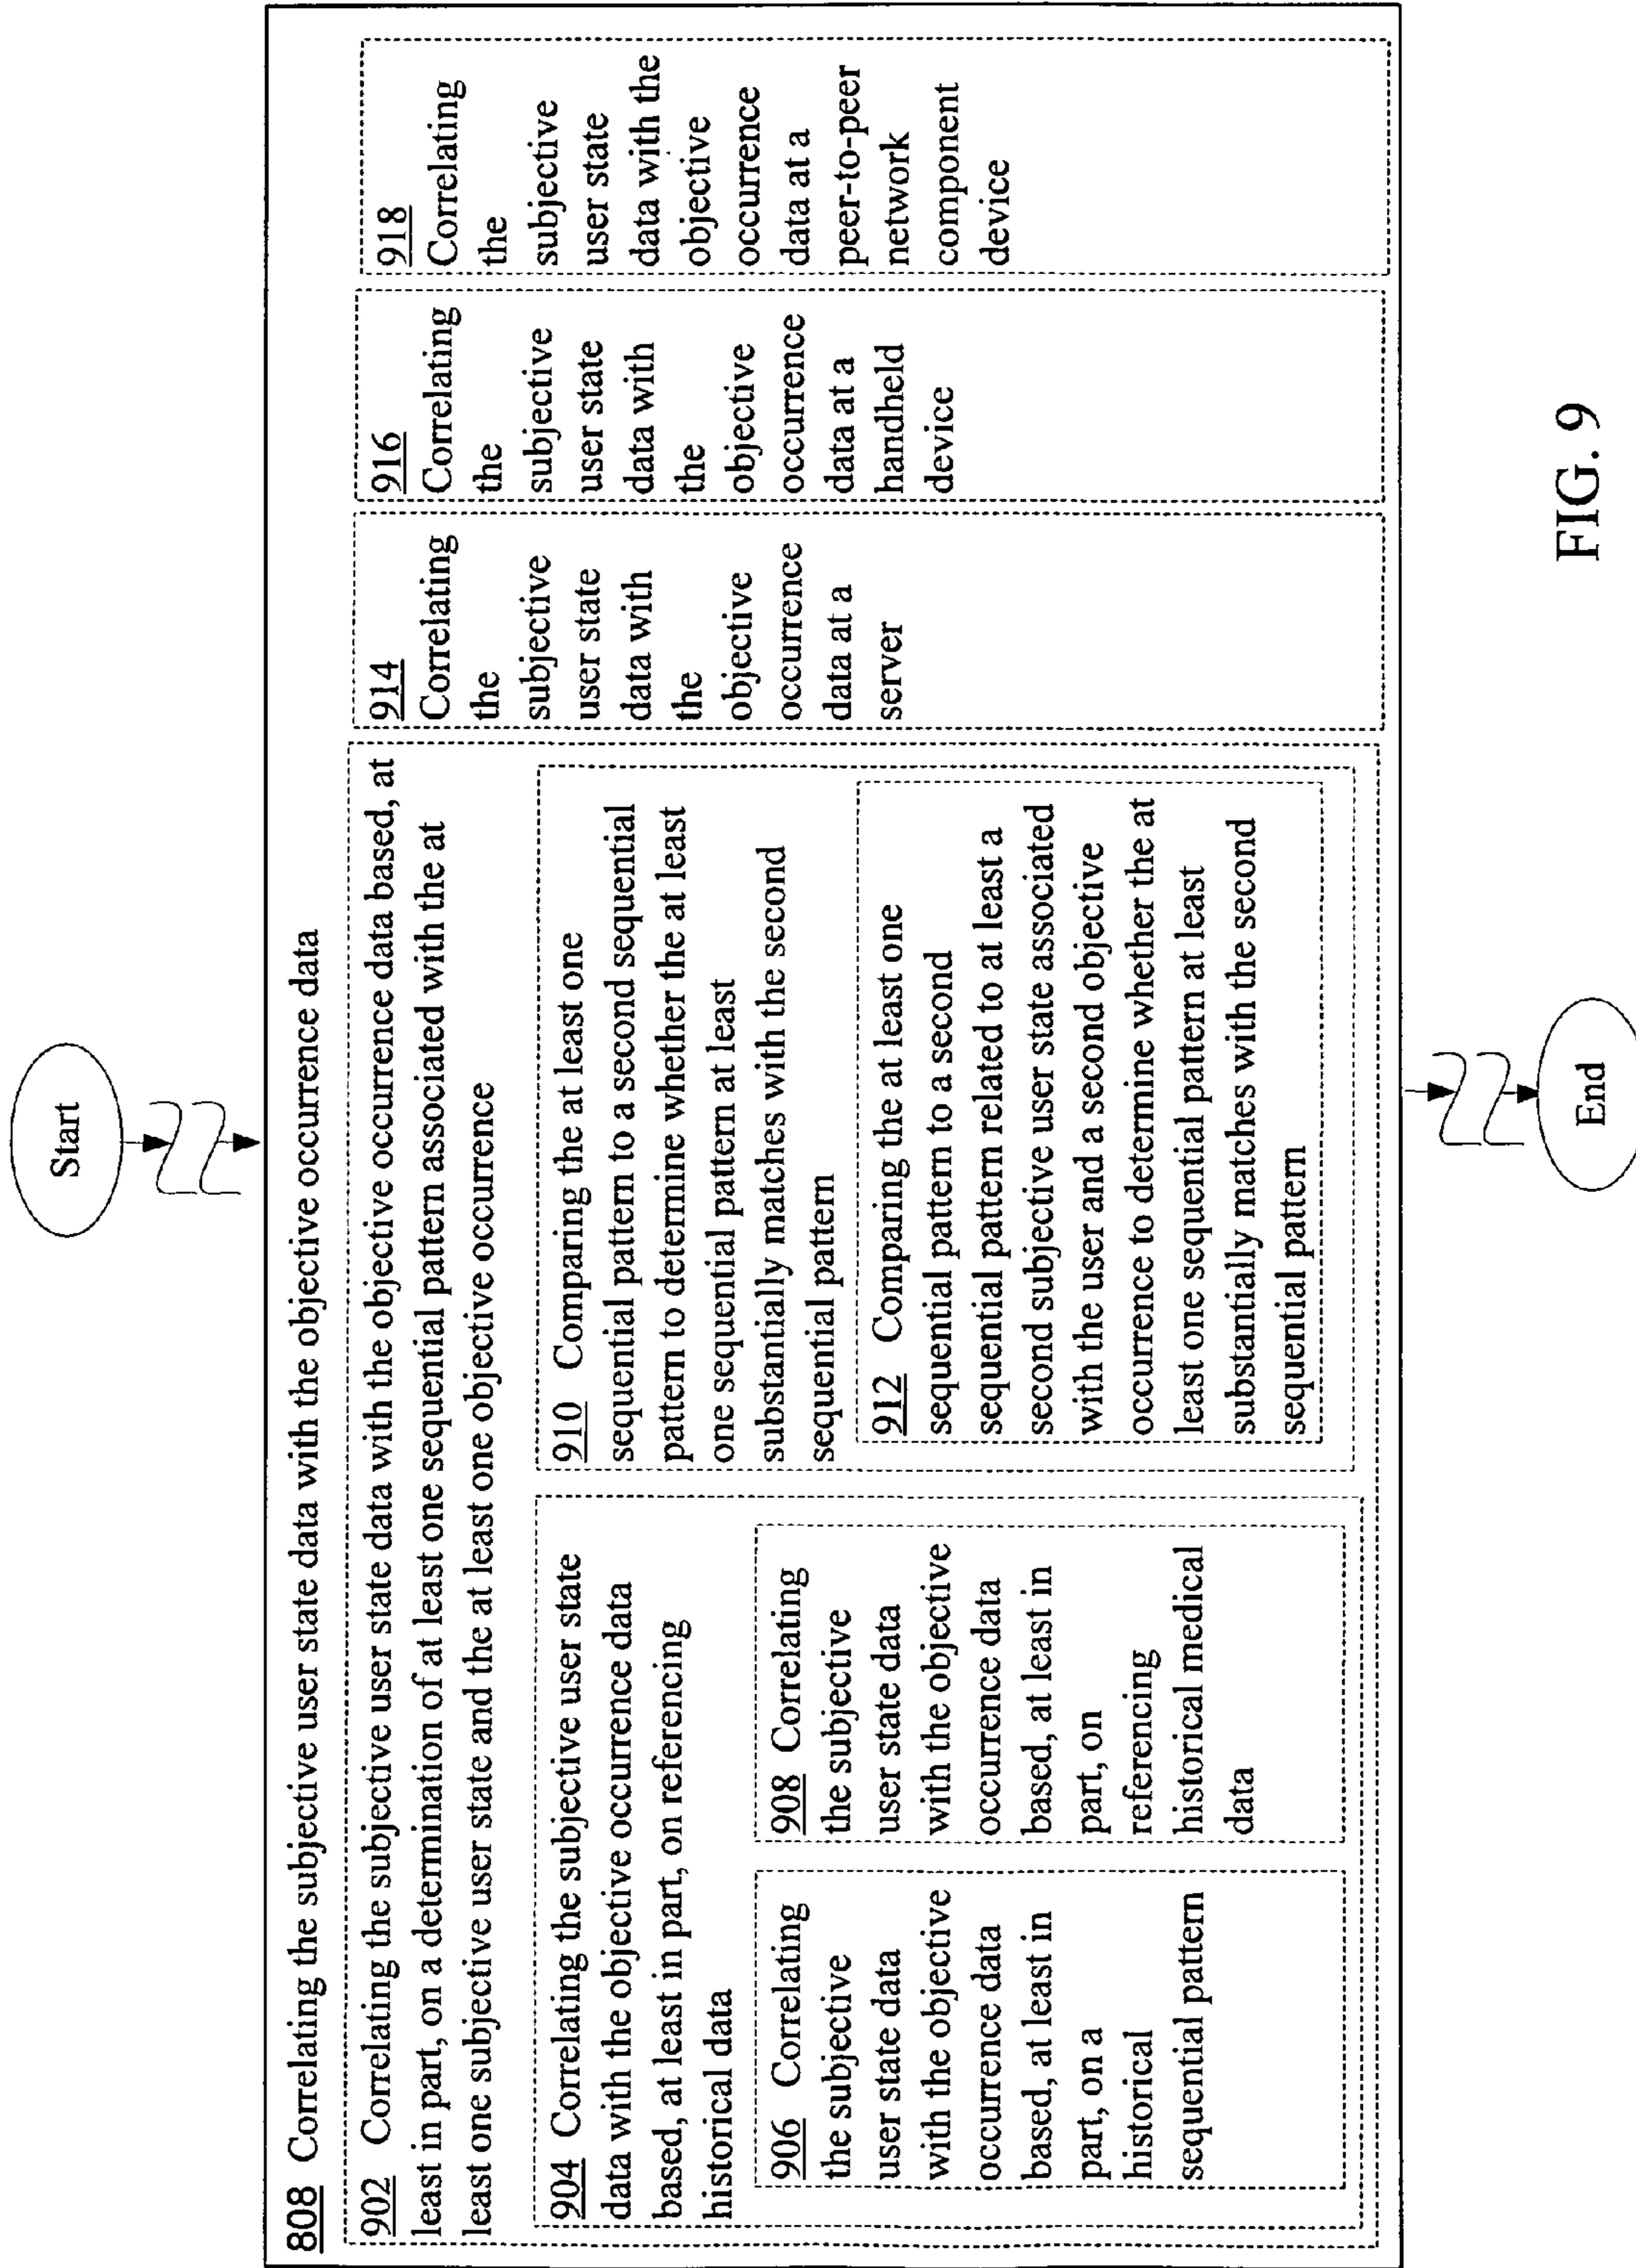 Start
808 Correlating the subjective user state data with the objective occurrence data
902 Correlating the subjective user state data with the objective occurrence data based, at
least in part, on a determination of at least one sequential pattern associated with the at
least one subjective user state and the at least one objective occurrence
904 Correlating the subjective user state
data with the objective occurrence data
based, at least in part, on referencing
historical data
906 Correlating
the subjective
user state data
with the objective
occurrence data
based, at least in
part, on a
historical
sequential pattern
908 Correlating
the subjective
user state data
with the objective
occurrence data
based, at least in
part, on
referencing
historical medical
data
910 Comparing the at least one
sequential pattern to a second sequential
pattern to determine whether the at least
one sequential pattern at least
substantially matches with the second
sequential pattern
912 Comparing the at least one
sequential pattern to a second
sequential pattern related to at least a
second subjective user state associated
with the user and a second objective
occurrence to determine whether the at
least one sequential pattern at least
substantially matches with the second
sequential pattern
914
Correlating
the
subjective
user state
data with
the
objective
occurrence
data at a
server
916
Correlating
the
subjective
user state
data with
the
objective
occurrence
data at a
handheld
device
918
Correlating
the
subjective
user state
data with the
objective
occurrence
data at a
peer-to-peer
network
component
device
End
FIG. 9